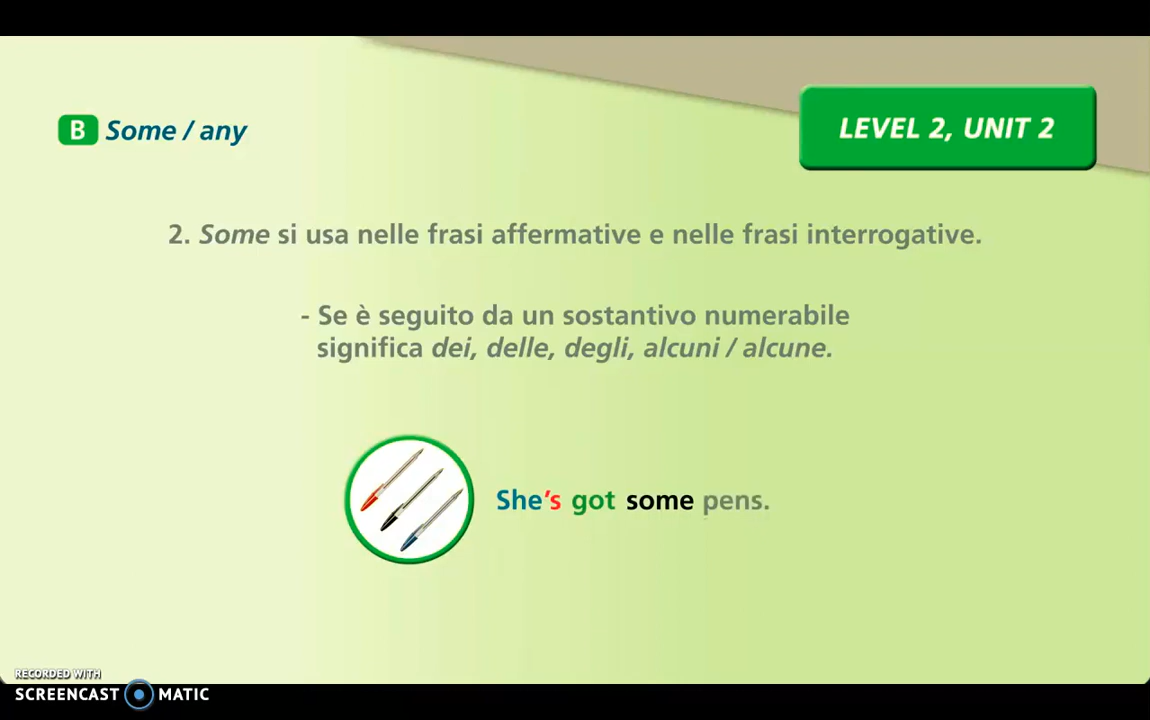 B Some / any
LEVEL 2, UNIT 2
2. Some si usa nelle frasi affermative e nelle frasi interrogative.
- Se è seguito da un sostantivo numerabile
significa dei, delle, degli, alcuni / alcune.
She's got some pens.
RECORDED WITH
SCREENCAST MATIC